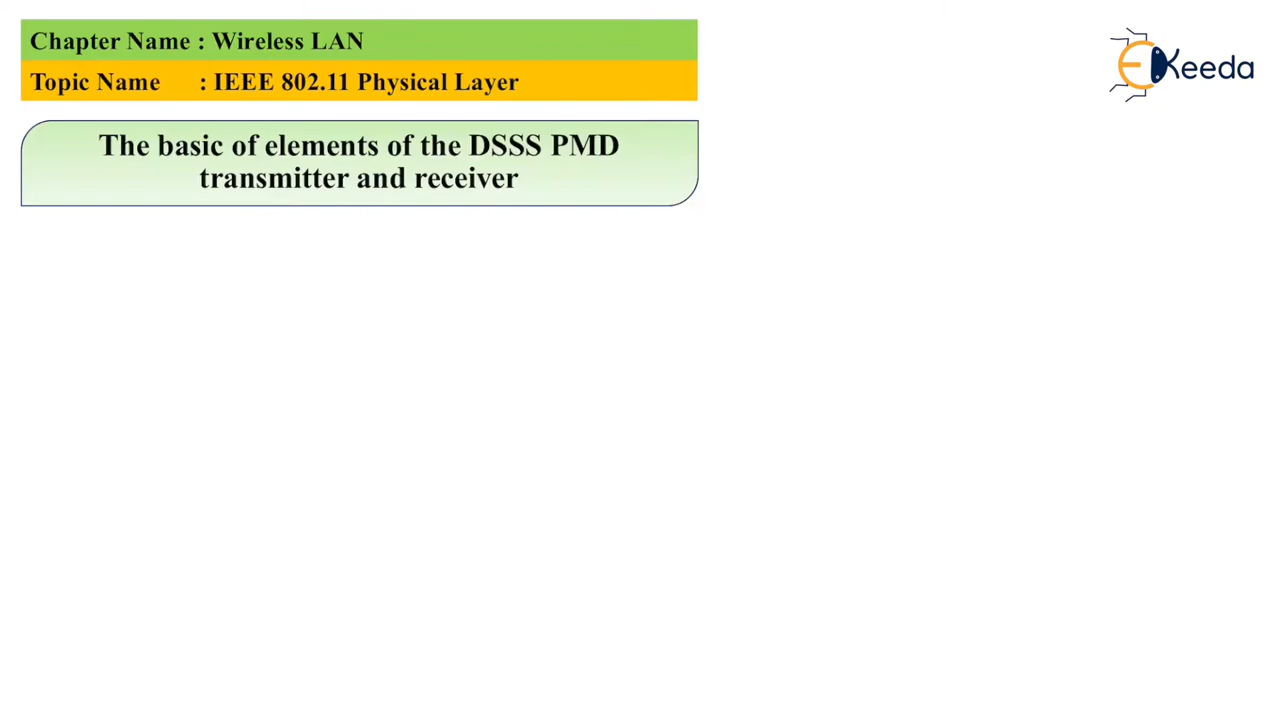 Chapter Name : Wireless LAN
Topic Name : IEEE 802.11 Physical Layer
EKeeda
The basic of elements of the DSSS PMD
transmitter and receiver